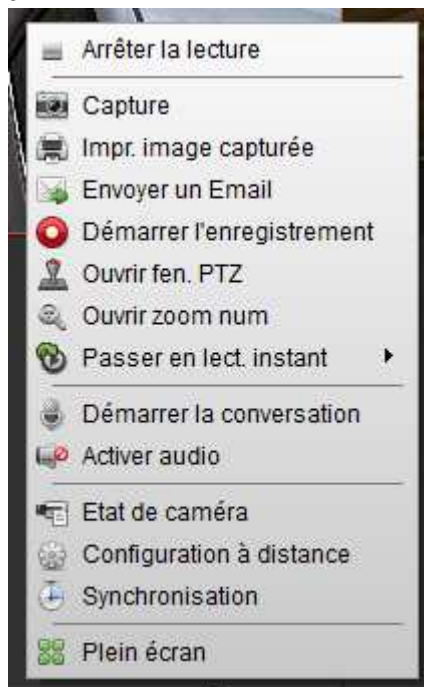 Arrêter la lecture
Capture
Impr. image capturée
Envoyer un Email
Démarrer l'enregistrement
Ouvrir fen. PTZ
Ouvrir zoom num
Passer en lect. instant
Démarrer la conversation
Activer audio
Etat de caméra
Configuration à distance
Synchronisation
Plein écran